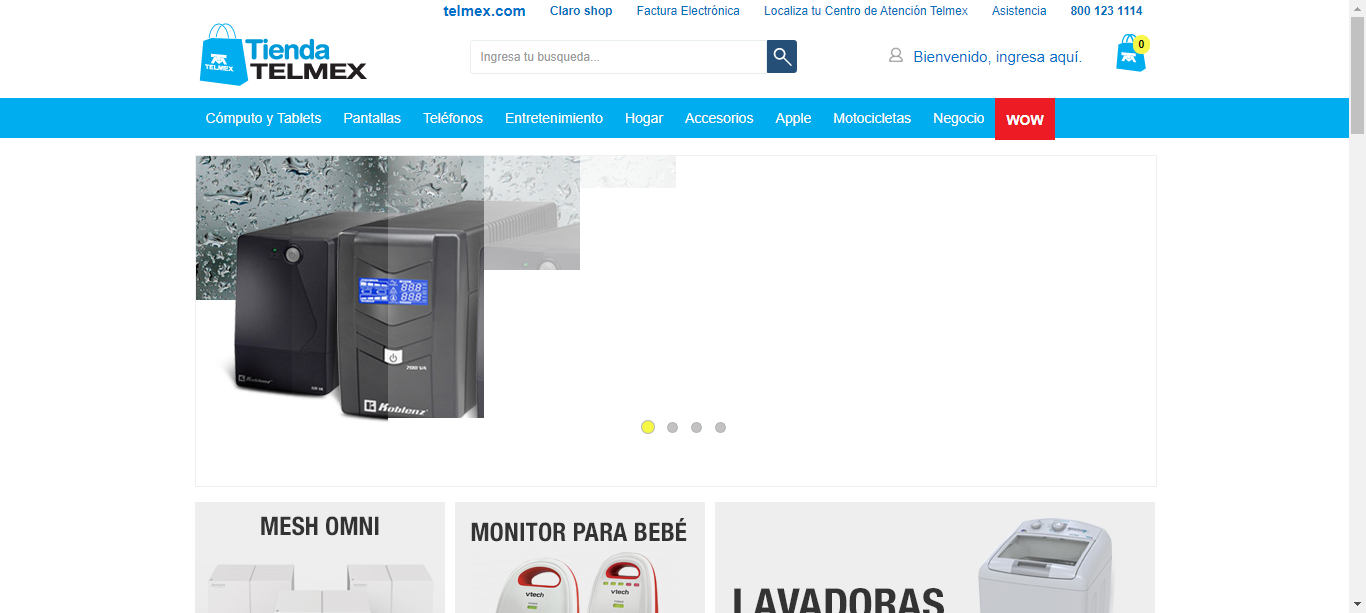 telmex.com Claro shop Factura Electrónica Localiza tu Centro de Atención Telmex Asistencia 800 123 1114
Tienda
TELMEX
TELMEX
Ingresa tu busqueda...
Bienvenido, ingresa aquí.
0
Cómputo y Tablets Pantallas Teléfonos Entretenimiento Hogar Accesorios Apple Motocicletas Negocio WOW
700 VA
Koblenz
Koblenz
MESH OMNI
MONITOR PARA BEBÉ
vtech
vtech
LAVADORAS